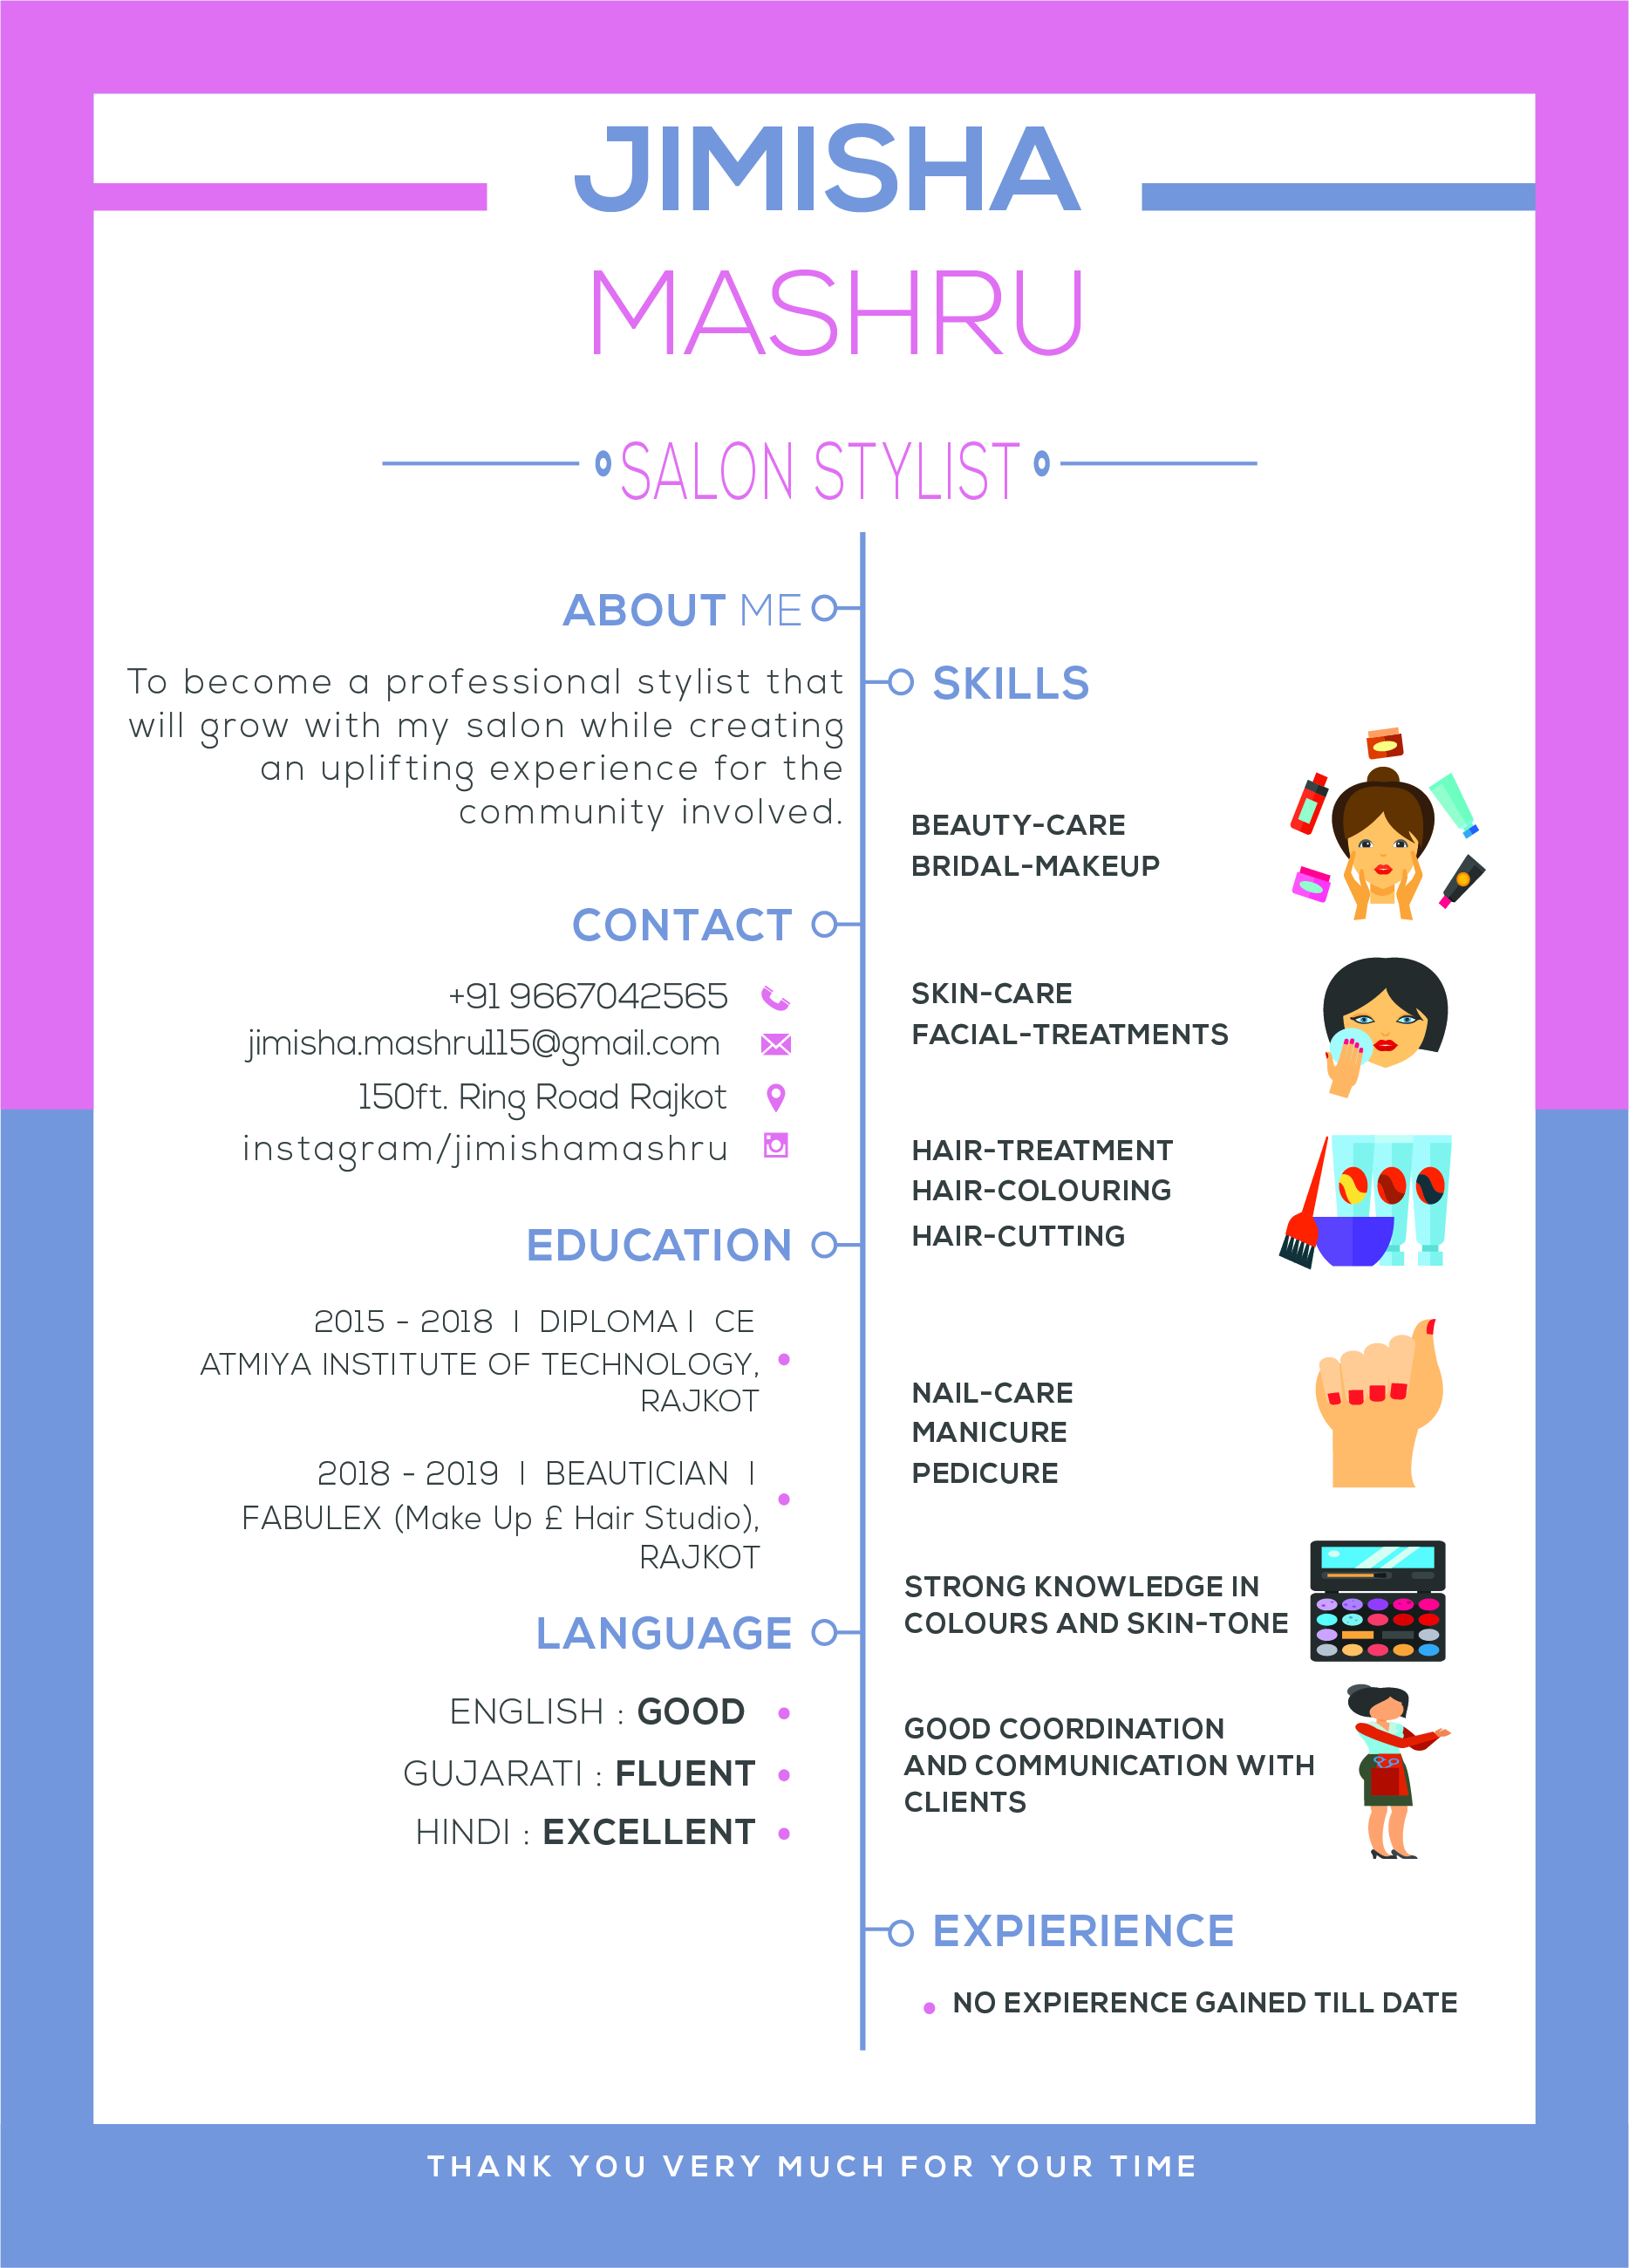 JIMISHA
MASHRU
SALON STYLIST
ABOUT ME
To become a professional stylist that
will grow with my salon while creating
an uplifting experience for the
community involved.
CONTACT
+91 9667042565
jimisha.mashru115@gmail.com
150ft. Ring Road Rajkot
instagram/jimishamashru
EDUCATION
2015 - 2018 | DIPLOMA | CE
ATMIYA INSTITUTE OF TECHNOLOGY,
RAJKOT
2018 - 2019 | BEAUTICIAN |
FABULEX (Make Up £ Hair Studio),
RAJKOT
LANGUAGE
ENGLISH : GOOD
GUJARATI : FLUENT
HINDI : EXCELLENT
SKILLS
BEAUTY-CARE
BRIDAL-MAKEUP
SKIN-CARE
FACIAL-TREATMENTS
HAIR-TREATMENT
HAIR-COLOURING
HAIR-CUTTING
NAIL-CARE
MANICURE
PEDICURE
STRONG KNOWLEDGE IN
COLOURS AND SKIN-TONE
GOOD COORDINATION
AND COMMUNICATION WITH
CLIENTS
EXPIERIENCE
NO EXPIERENCE GAINED TILL DATE
THANK YOU VERY MUCH FOR YOUR TIME